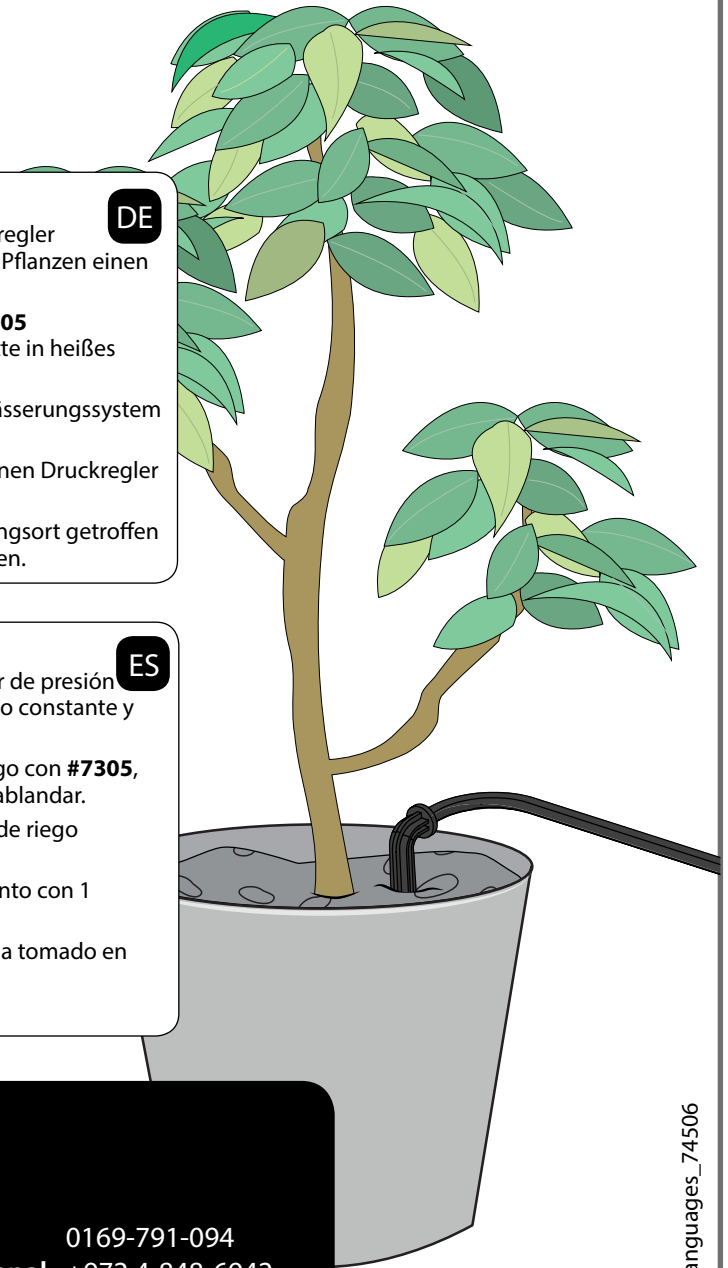 DE
regler
Pflanzen einen
05
te in heißes
ässerungssystem
nen Druckregler
ngsort getroffen
en.
ES
r de presión
o constante y
go con #7305,
ablandar.
de riego
nto con 1
a tomado en
0169-791-094
anguages_74506